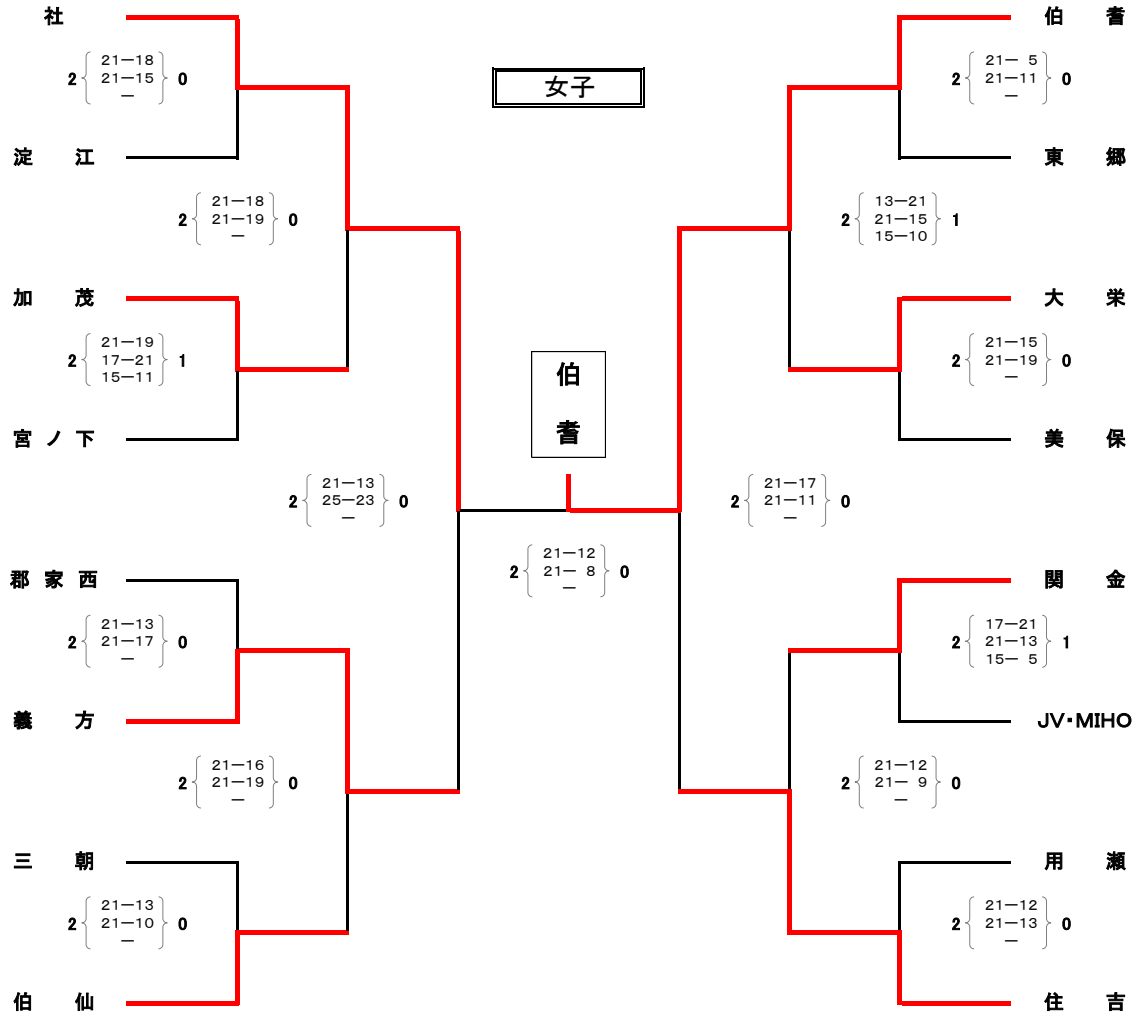 女子
社
2 21－18 0
21－15
－
淀 江
2 21－18 0
21－19
－
加 茂
2 21－19 1
17－21
15－11
宮 ノ 下
2 21－13 0
25－23
－
郡 家 西
2 21－13 0
21－17
－
義 方
2 21－16 0
21－19
－
三 朝
2 21－13 0
21－10
－
伯 仙
伯
耆
2 21－12 0
21－ 8
－
伯 耆
2 21－ 5 0
21－11
－
東 郷
2 13－21 1
21－15
15－10
大 栄
2 21－15 0
21－19
－
美 保
2 21－17 0
21－11
－
関 金
2 17－21 1
21－13
15－ 5
JV・MIHO
2 21－12 0
21－ 9
－
用 瀬
2 21－12 0
21－13
－
住 吉